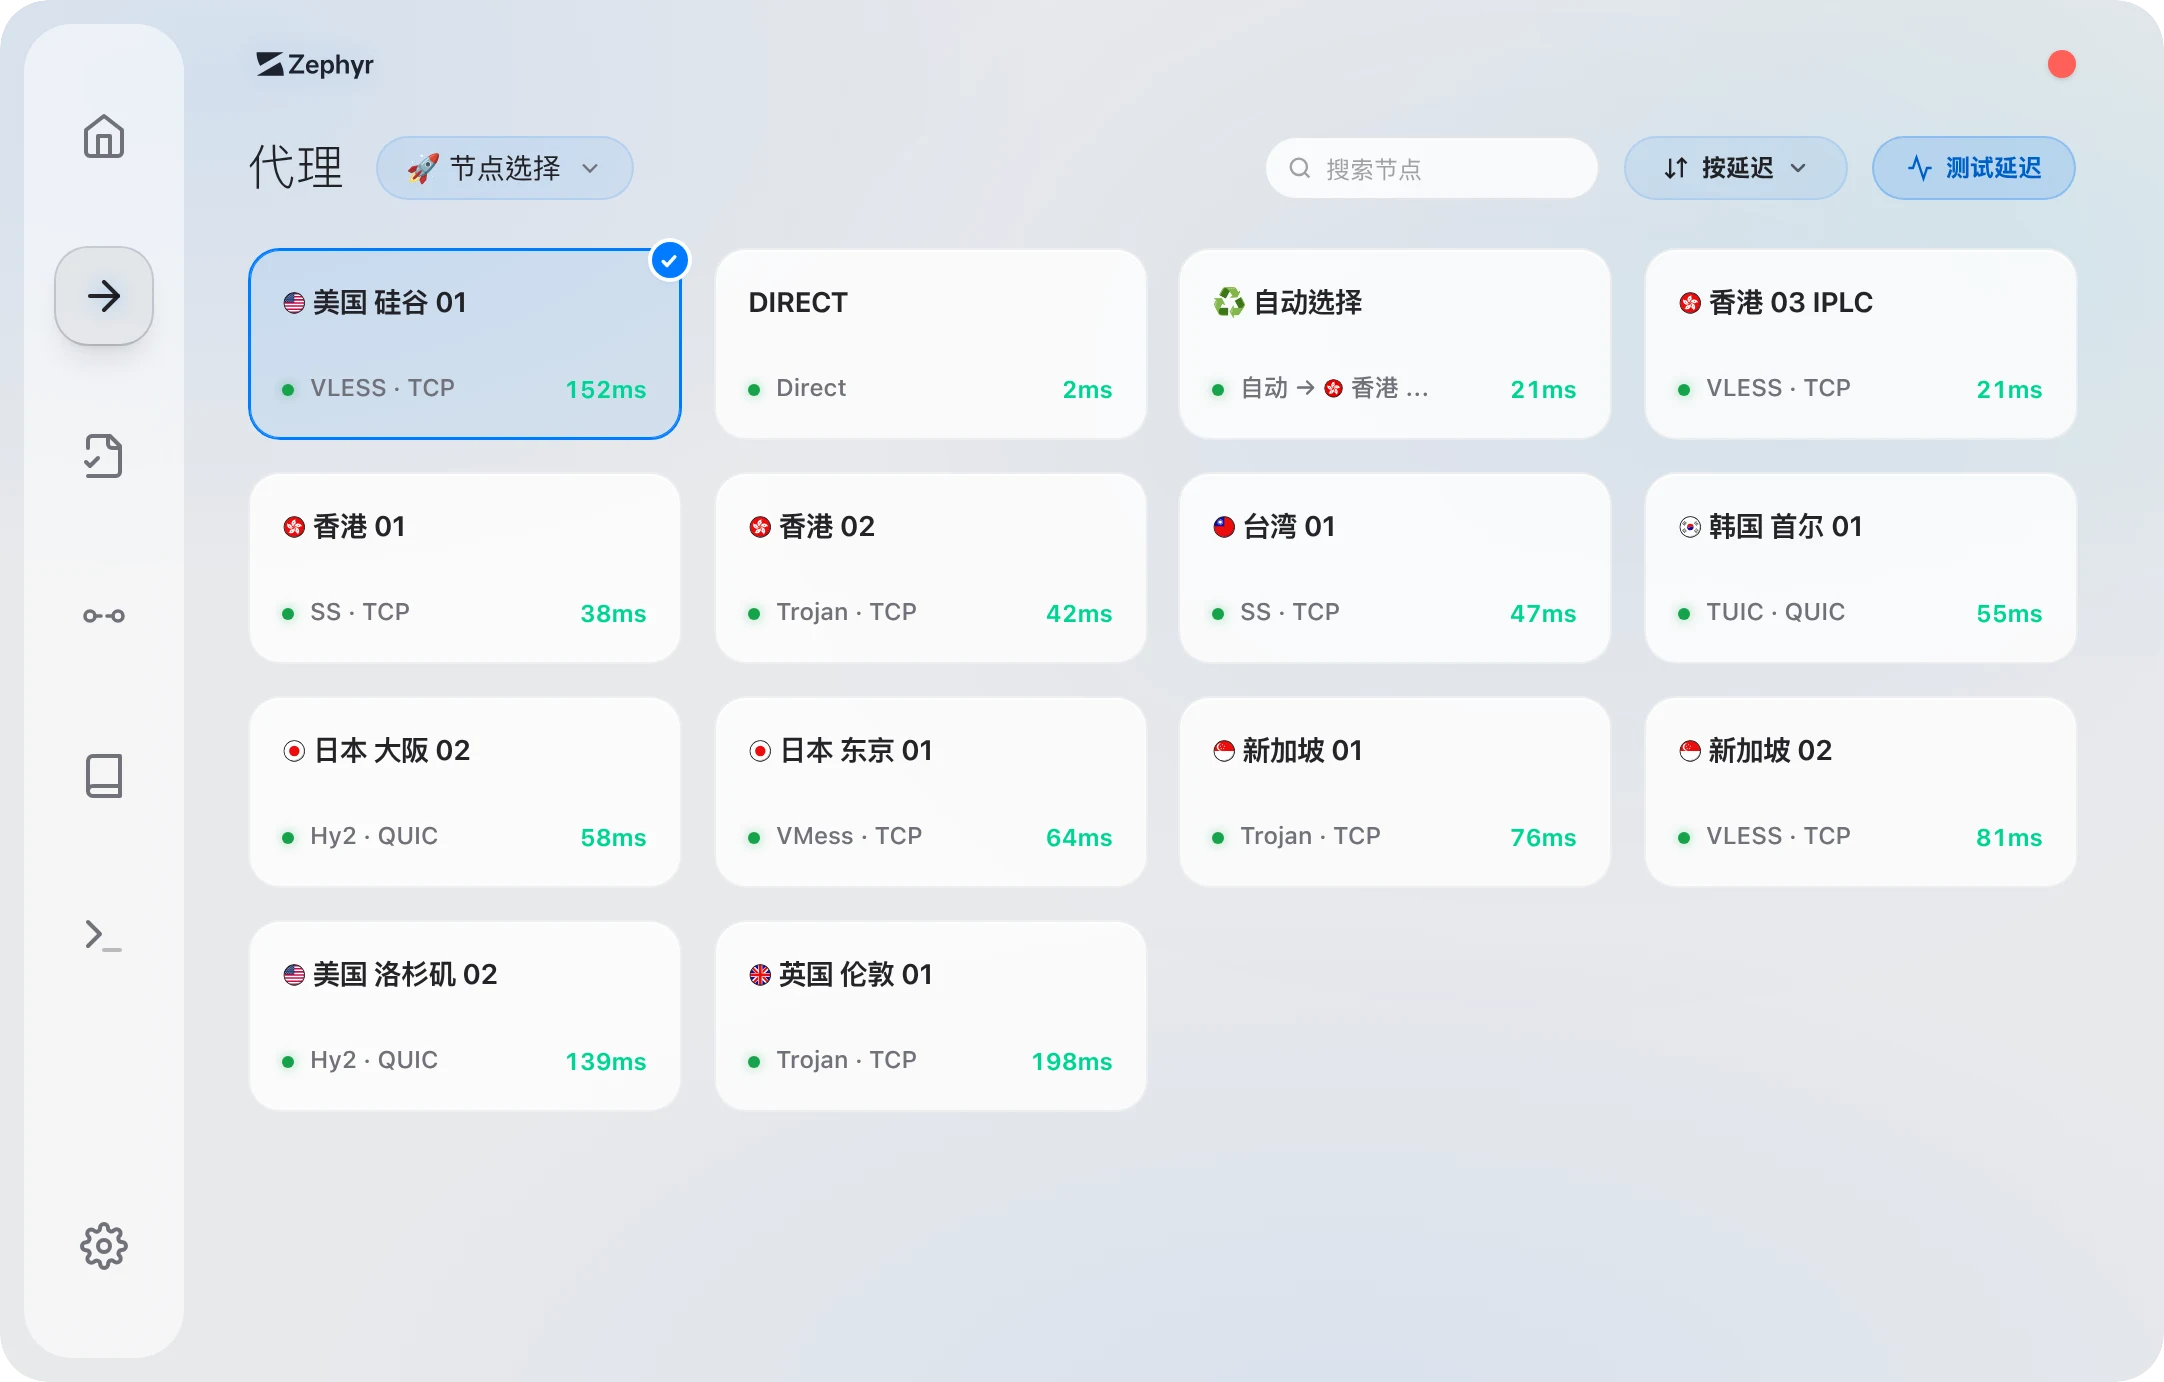 Zephyr
代理
🚀 节点选择
搜索节点
按延迟
测试延迟
美国 硅谷 01
VLESS · TCP
152ms
DIRECT
Direct
2ms
自动选择
自动 → 香港 ...
21ms
香港 03 IPLC
VLESS · TCP
21ms
香港 01
SS · TCP
38ms
香港 02
Trojan · TCP
42ms
台湾 01
SS · TCP
47ms
韩国 首尔 01
TUIC · QUIC
55ms
日本 大阪 02
Hy2 · QUIC
58ms
日本 东京 01
VMess · TCP
64ms
新加坡 01
Trojan · TCP
76ms
新加坡 02
VLESS · TCP
81ms
美国 洛杉矶 02
Hy2 · QUIC
139ms
英国 伦敦 01
Trojan · TCP
198ms